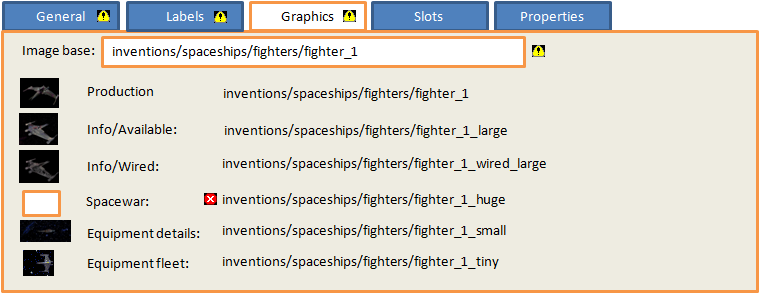 General Labels Graphics Slots Properties
Image base: inventions/spaceships/fighters/fighter_1
Production inventions/spaceships/fighters/fighter_1
Info/Available: inventions/spaceships/fighters/fighter_1_large
Info/Wired: inventions/spaceships/fighters/fighter_1_wired_large
Spacewar: inventions/spaceships/fighters/fighter_1_huge
Equipment details: inventions/spaceships/fighters/fighter_1_small
Equipment fleet: inventions/spaceships/fighters/fighter_1_tiny